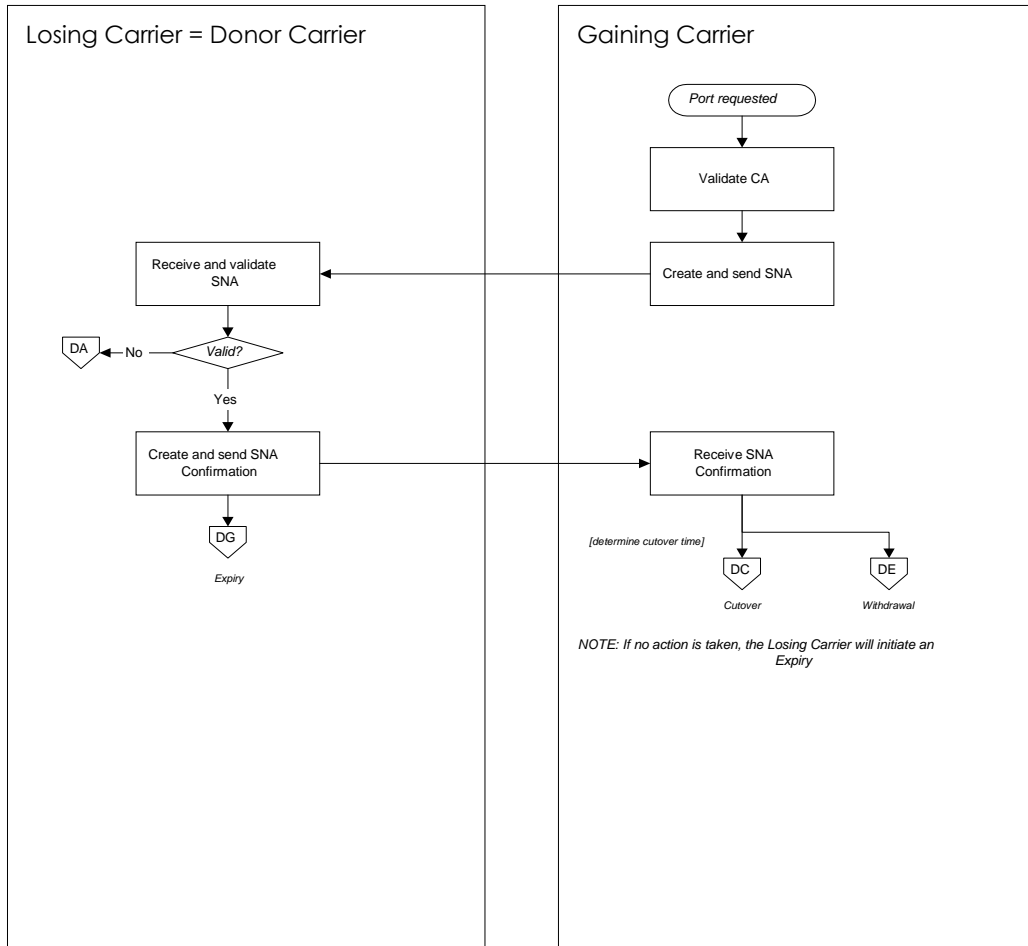 Losing Carrier = Donor Carrier
Gaining Carrier
Port requested
Validate CA
Create and send SNA
Receive and validate
SNA
Valid?
No
DA
Yes
Create and send SNA
Confirmation
Receive SNA
Confirmation
DG
Expiry
[determine cutover time]
DC
Cutover
DE
Withdrawal
NOTE: If no action is taken, the Losing Carrier will initiate an
Expiry